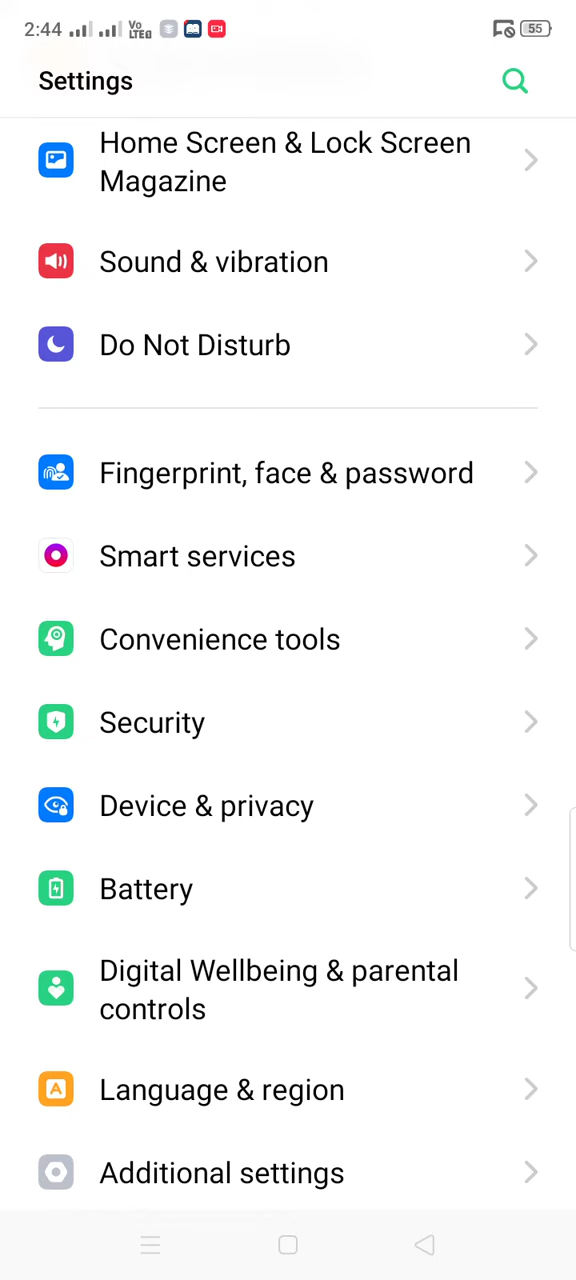 2:44 Vo LTE 55
Settings
Home Screen & Lock Screen
Magazine
Sound & vibration
Do Not Disturb
Fingerprint, face & password
Smart services
Convenience tools
Security
Device & privacy
Battery
Digital Wellbeing & parental
controls
A Language & region
Additional settings